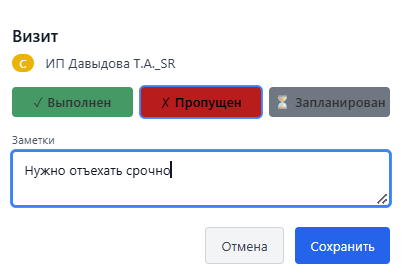 Визит
С ИП Давыдова Т.А._SR
✓ Выполнен ✗ Пропущен ⏳ Запланирован
Заметки
Нужно отъехать срочно
Отмена Сохранить